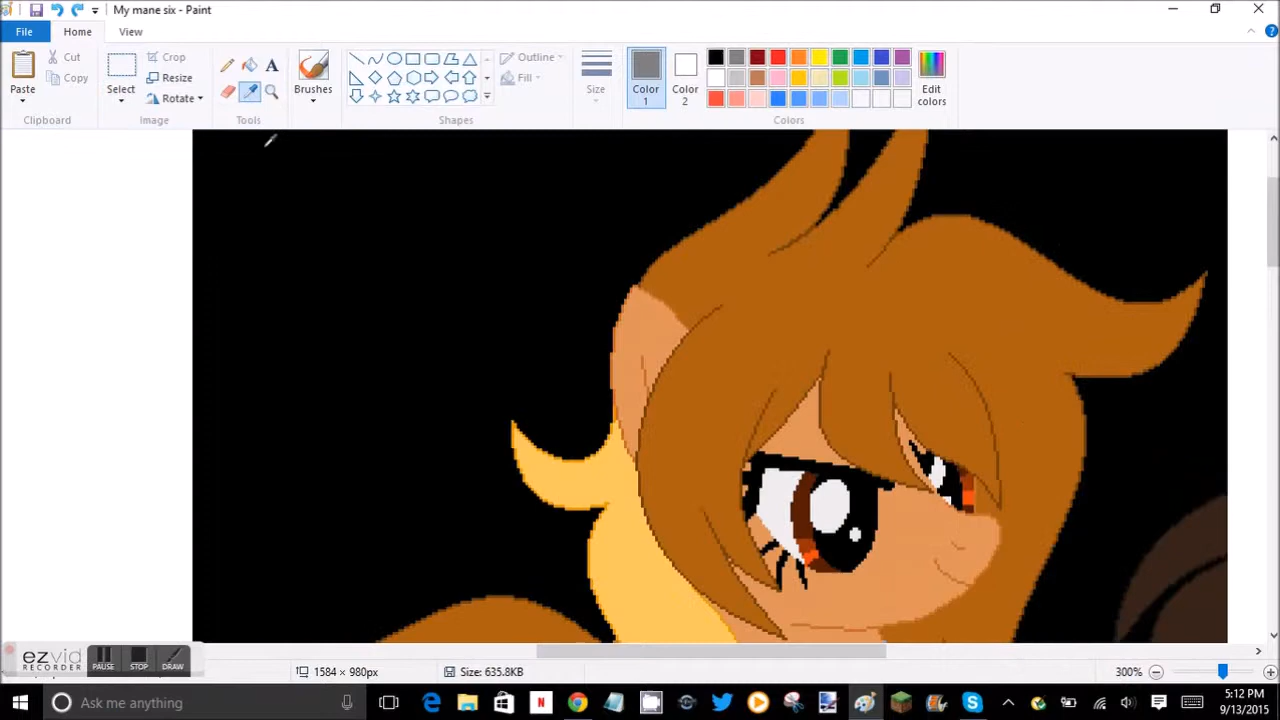 My mane six - Paint
File
Home
View
Paste
Cut
Copy
Clipboard
Select
Crop
Resize
Rotate
Image
A
Tools
Brushes
Outline
Fill
Shapes
Size
Color 1
Color 2
Edit colors
Colors
ezvid
RECORDER
PAUSE
STOP
DRAW
1584 × 980px
Size: 635.8KB
300%
Ask me anything
5:12 PM
9/13/2015